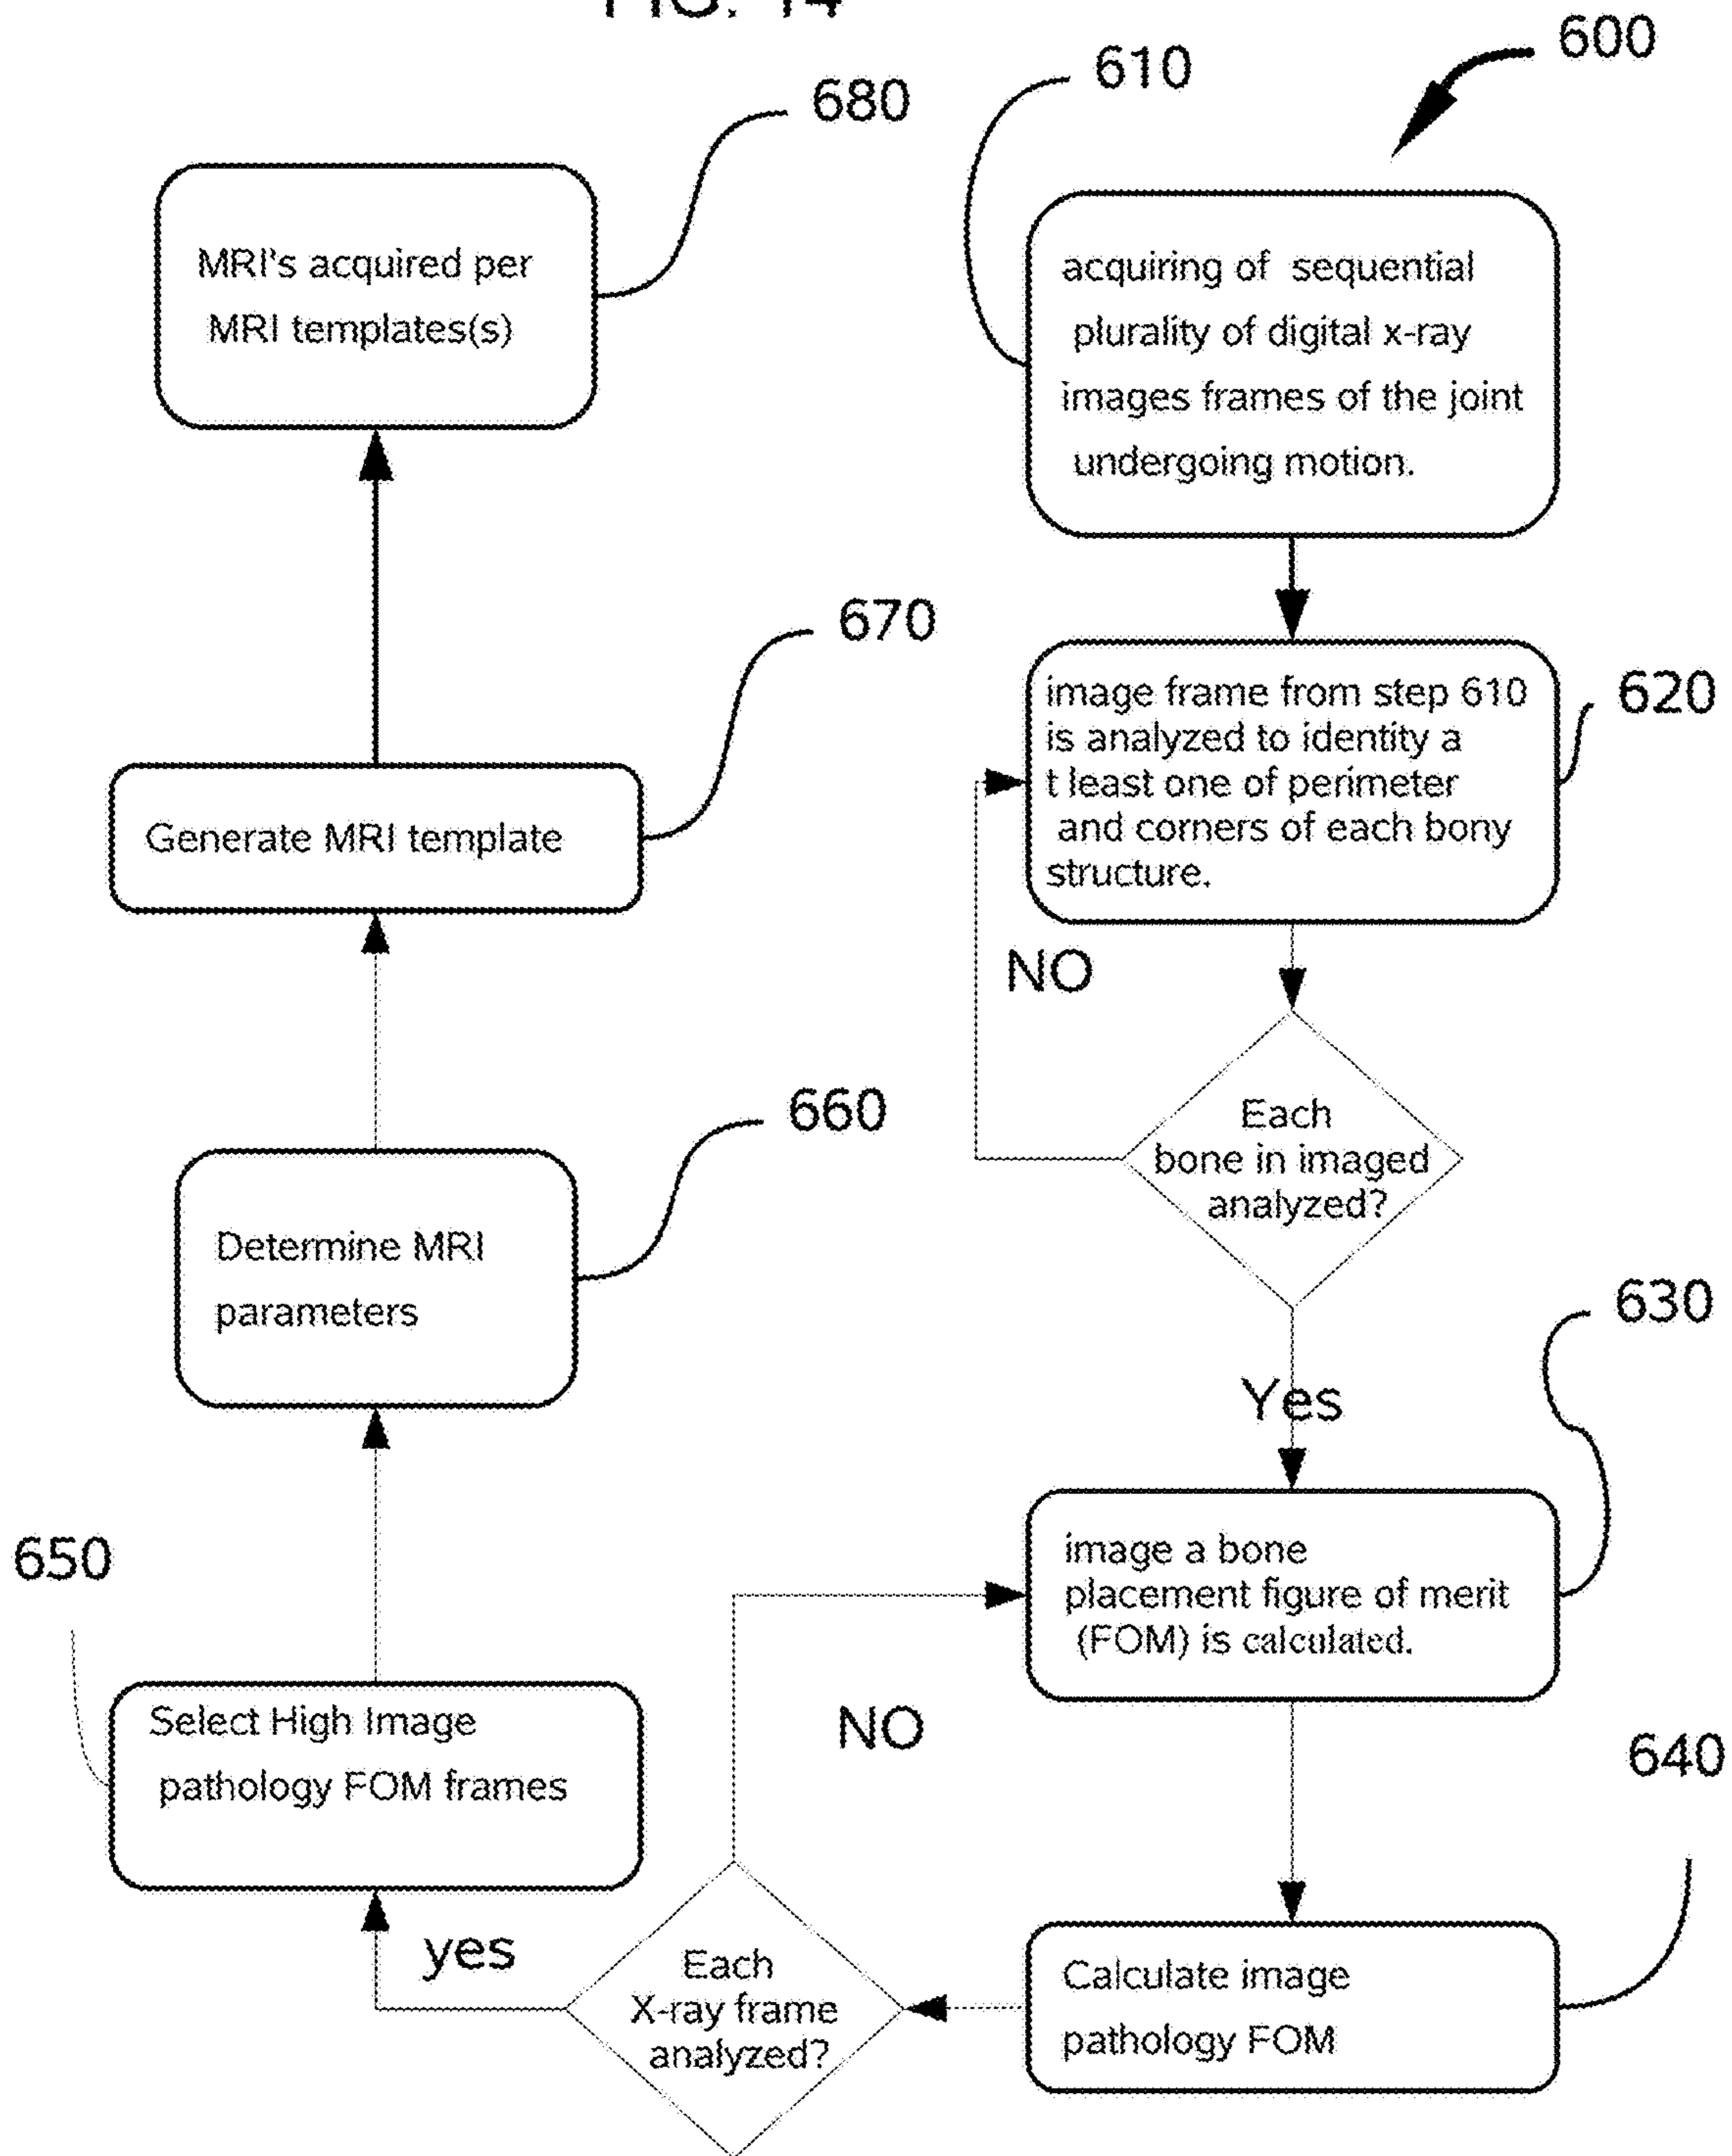 FIG. 14
600
610
acquiring of sequential
plurality of digital x-ray
images frames of the joint
undergoing motion.
620
image frame from step 610
is analyzed to identity a
t least one of perimeter
and corners of each bony
structure.
NO
Each
bone in imaged
analyzed?
Yes
630
image a bone
placement figure of merit
(FOM) is calculated.
640
Calculate image
pathology FOM
Each
X-ray frame
analyzed?
NO
yes
650
Select High Image
pathology FOM frames
660
Determine MRI
parameters
670
Generate MRI template
680
MRI's acquired per
MRI templates(s)